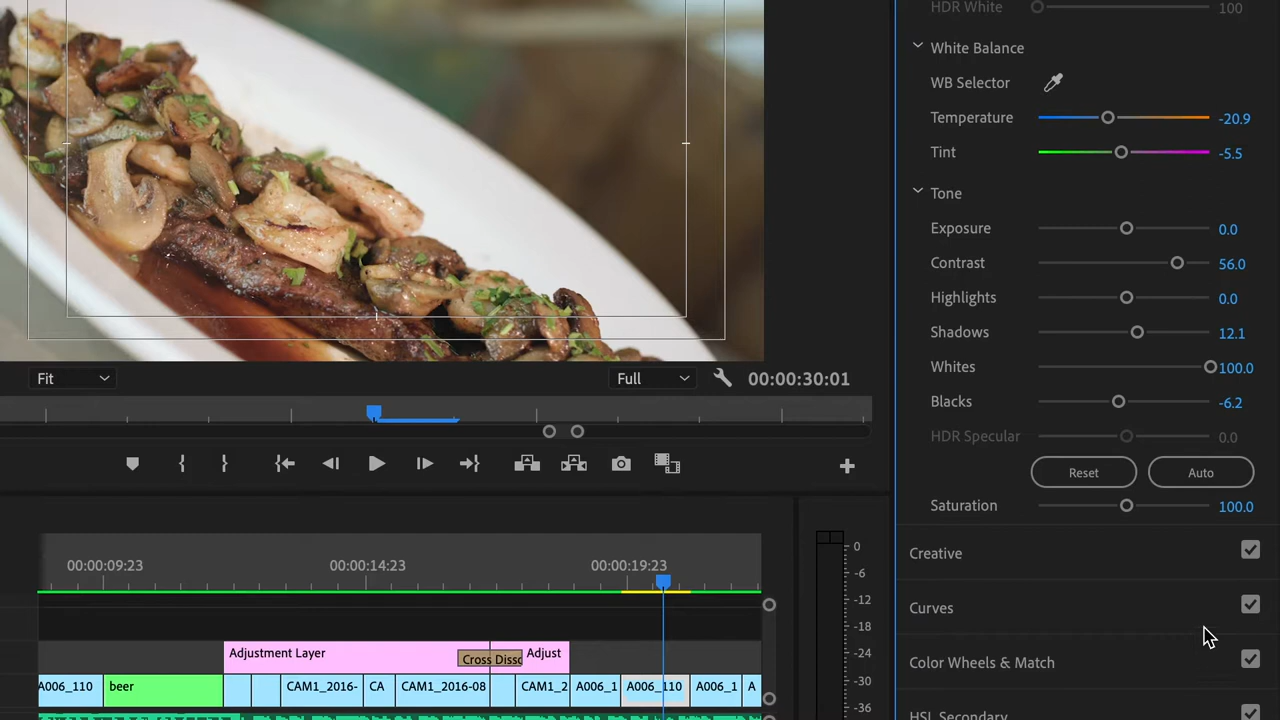 HDR White 100
White Balance
WB Selector
Temperature -20.9
Tint -5.5
Tone
Exposure 0.0
Contrast 56.0
Highlights 0.0
Shadows 12.1
Whites 100.0
Blacks -6.2
HDR Specular 0.0
Reset Auto
Saturation 100.0
Creative
Curves
Color Wheels & Match
HSL Secondary
Fit Full 00:00:30:01
00:00:09:23 00:00:14:23 00:00:19:23
Adjustment Layer Cross Disso Adjust
A006_110 beer CAM1_2016- CA CAM1_2016-08 CAM1_2 A006_1 A006_110 A006_1 A
0
-6
-12
-18
-24
-30
-36